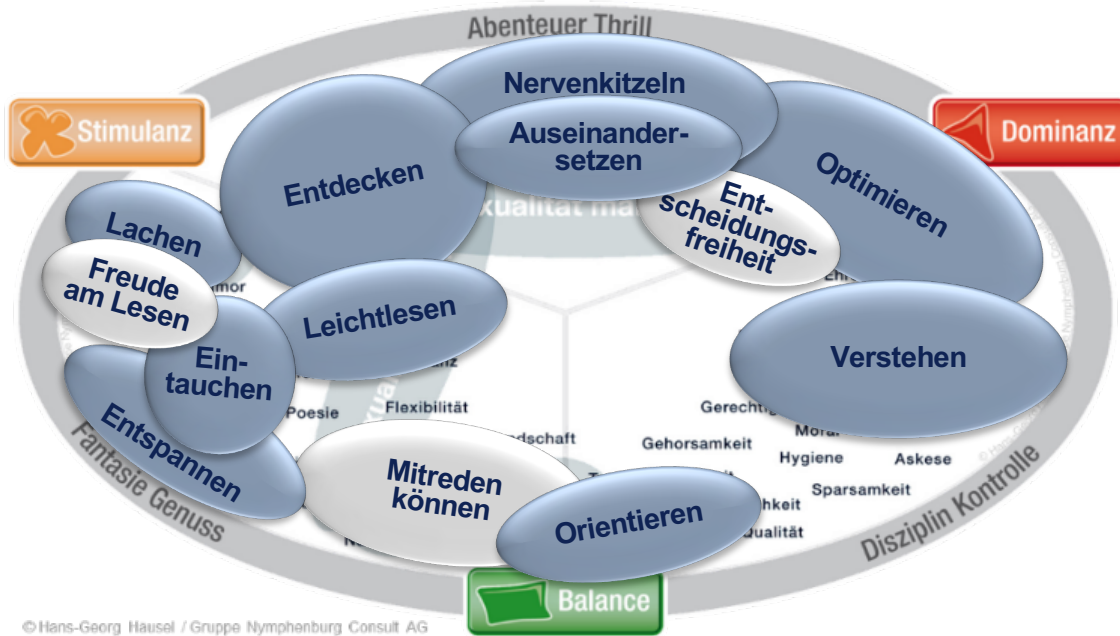 Abenteuer Thrill
Stimulanz
Dominanz
Nervenkitzeln
Auseinander-
setzen
Entdecken
Optimieren
Ent-
scheidungs-
freiheit
Lachen
Freude
am Lesen
Leichtlesen
Ein-
tauchen
Verstehen
Poesie
Flexibilität
Entspannen
Gehorsamkeit
Hygiene
Askese
Sparsamkeit
Qualität
Mitreden
können
Orientieren
Fantasie Genuss
Disziplin Kontrolle
Balance
© Hans-Georg Häusel / Gruppe Nymphenburg Consult AG